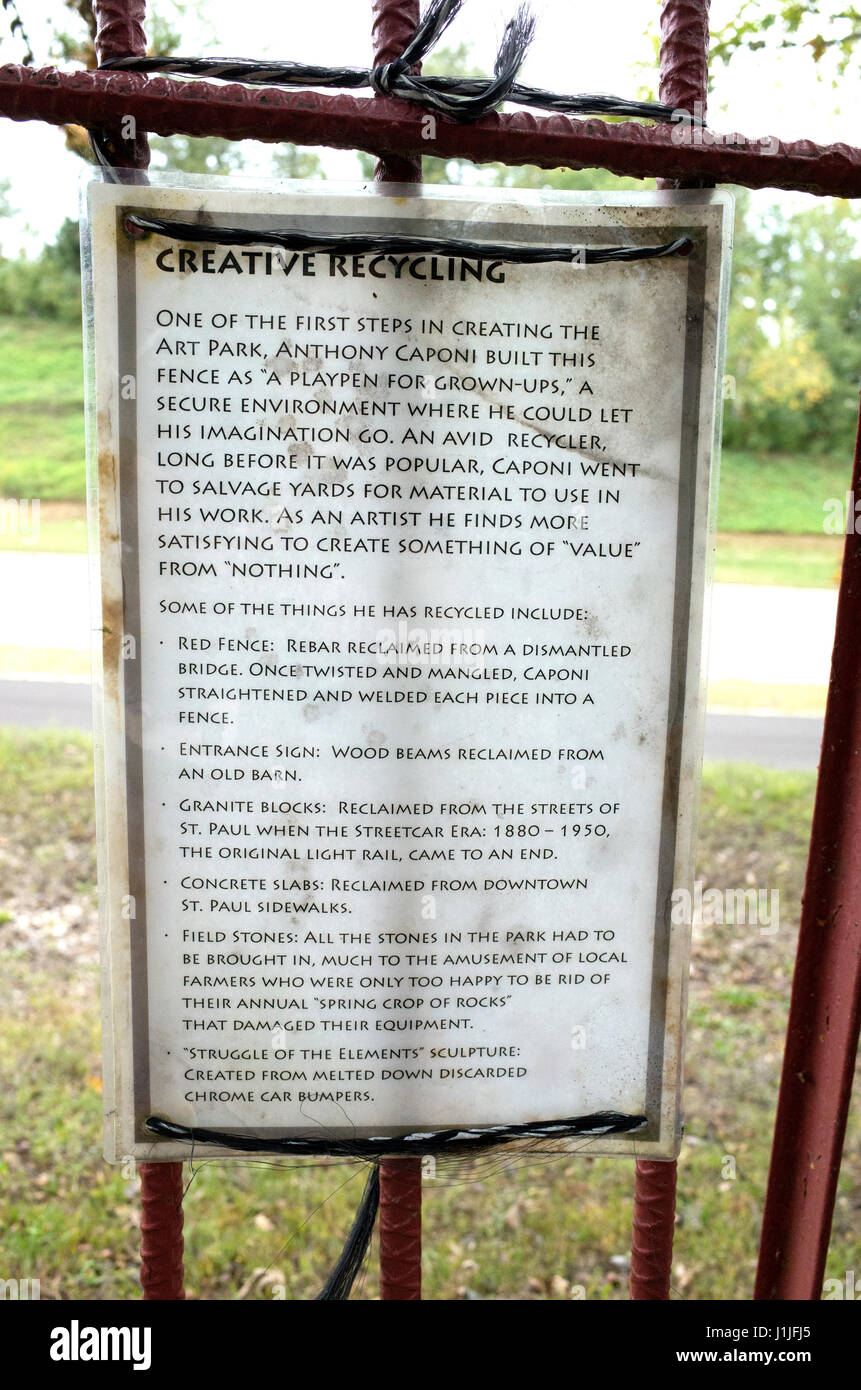 CREATIVE RECYCLING
ONE OF THE FIRST STEPS IN CREATING THE
ART PARK, ANTHONY CAPONI BUILT THIS
FENCE AS “A PLAYPEN FOR GROWN-UPS,” A
SECURE ENVIRONMENT WHERE HE COULD LET
HIS IMAGINATION GO. AN AVID RECYCLER,
LONG BEFORE IT WAS POPULAR, CAPONI WENT
TO SALVAGE YARDS FOR MATERIAL TO USE IN
HIS WORK. AS AN ARTIST HE FINDS MORE
SATISFYING TO CREATE SOMETHING OF “VALUE”
FROM “NOTHING”.
SOME OF THE THINGS HE HAS RECYCLED INCLUDE:
· RED FENCE: REBAR RECLAIMED FROM A DISMANTLED
BRIDGE. ONCE TWISTED AND MANGLED, CAPONI
STRAIGHTENED AND WELDED EACH PIECE INTO A
FENCE.
· ENTRANCE SIGN: WOOD BEAMS RECLAIMED FROM
AN OLD BARN.
· GRANITE BLOCKS: RECLAIMED FROM THE STREETS OF
ST. PAUL WHEN THE STREETCAR ERA: 1880 – 1950,
THE ORIGINAL LIGHT RAIL, CAME TO AN END.
· CONCRETE SLABS: RECLAIMED FROM DOWNTOWN
ST. PAUL SIDEWALKS.
· FIELD STONES: ALL THE STONES IN THE PARK HAD TO
BE BROUGHT IN, MUCH TO THE AMUSEMENT OF LOCAL
FARMERS WHO WERE ONLY TOO HAPPY TO BE RID OF
THEIR ANNUAL “SPRING CROP OF ROCKS”
THAT DAMAGED THEIR EQUIPMENT.
· “STRUGGLE OF THE ELEMENTS” SCULPTURE:
CREATED FROM MELTED DOWN DISCARDED
CHROME CAR BUMPERS.
alamy stock photo
J1JFJ5
www.alamy.com